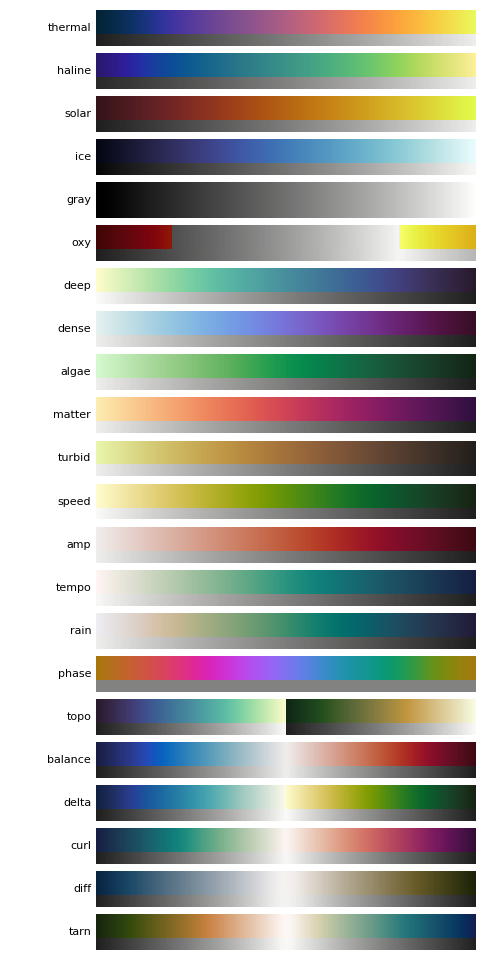 thermal
haline
solar
ice
gray
oxy
deep
dense
algae
matter
turbid
speed
amp
tempo
rain
phase
topo
balance
delta
curl
diff
tarn